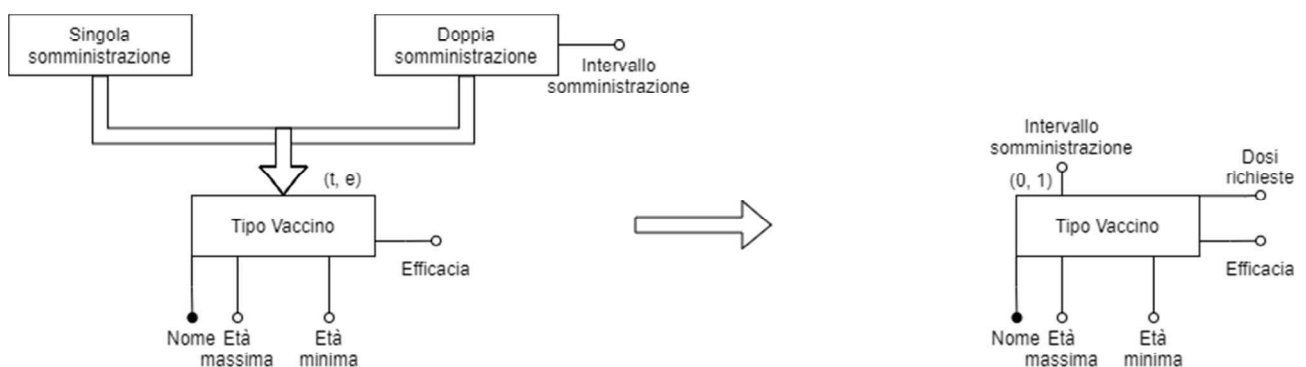 Singola
somministrazione
Doppia
somministrazione
Intervallo
somministrazione
(t, e)
Tipo Vaccino
Efficacia
Nome
Età
massima
Età
minima
Intervallo
somministrazione
(0, 1)
Dosi
richieste
Tipo Vaccino
Efficacia
Nome
Età
massima
Età
minima